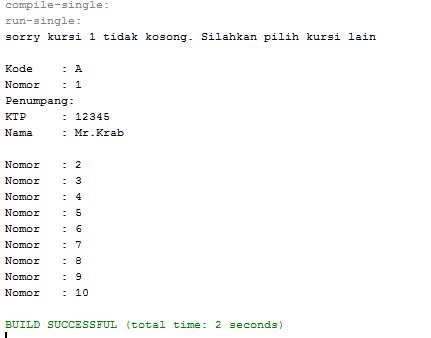 compile-single:
run-single:
sorry kursi 1 tidak kosong. Silahkan pilih kursi lain
Kode : A
Nomor : 1
Penumpang:
KTP : 12345
Nama : Mr.Krab
Nomor : 2
Nomor : 3
Nomor : 4
Nomor : 5
Nomor : 6
Nomor : 7
Nomor : 8
Nomor : 9
Nomor : 10
BUILD SUCCESSFUL (total time: 2 seconds)